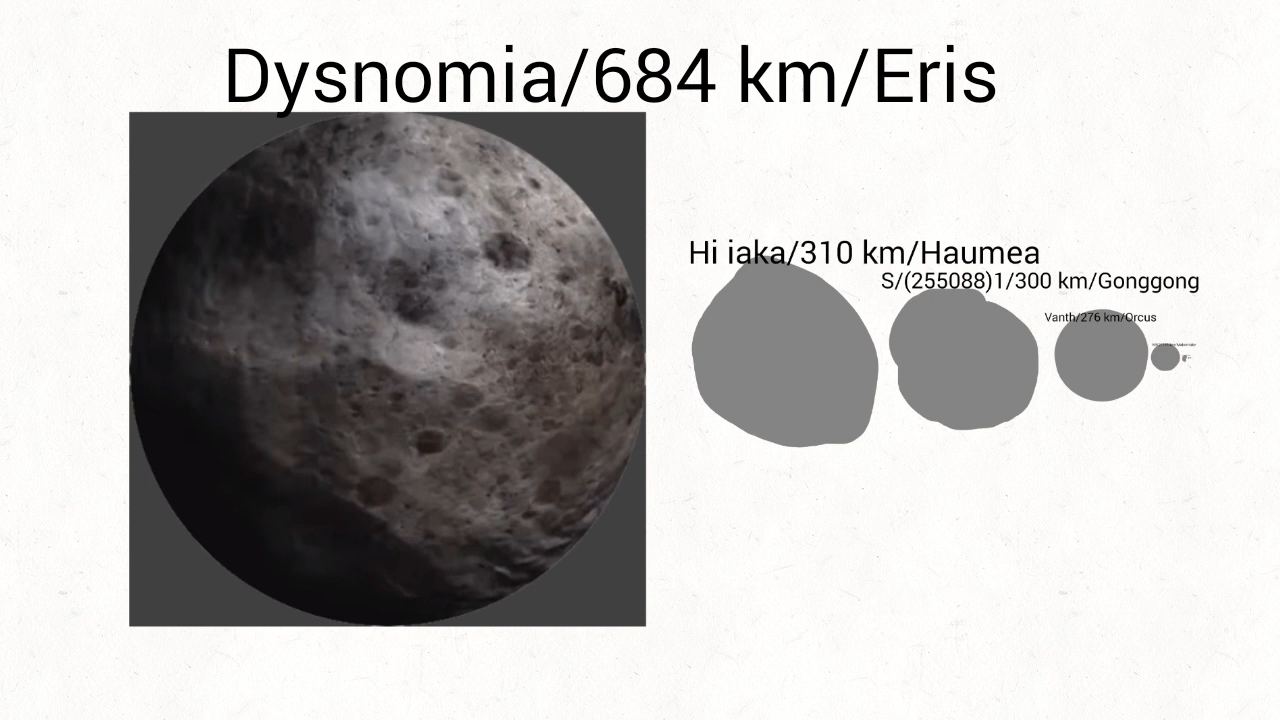 Dysnomia/684 km/Eris
Hi iaka/310 km/Haumea
S/(255088)1/300 km/Gonggong
Vanth/276 km/Orcus